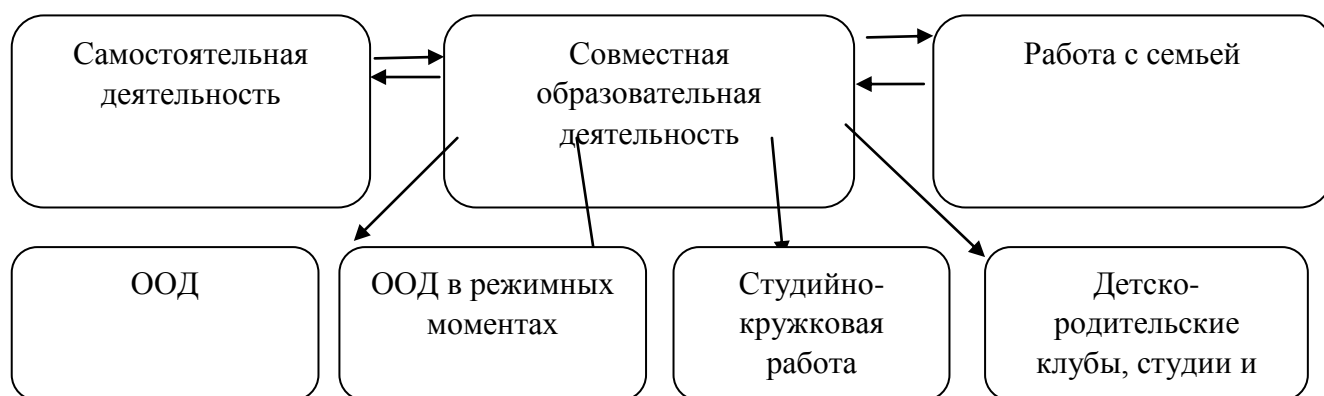 Самостоятельная
деятельность
Совместная
образовательная
деятельность
Работа с семьей
ООД
ООД в режимных
моментах
Студийно-
кружковая
работа
Детско-
родительские
клубы, студии и